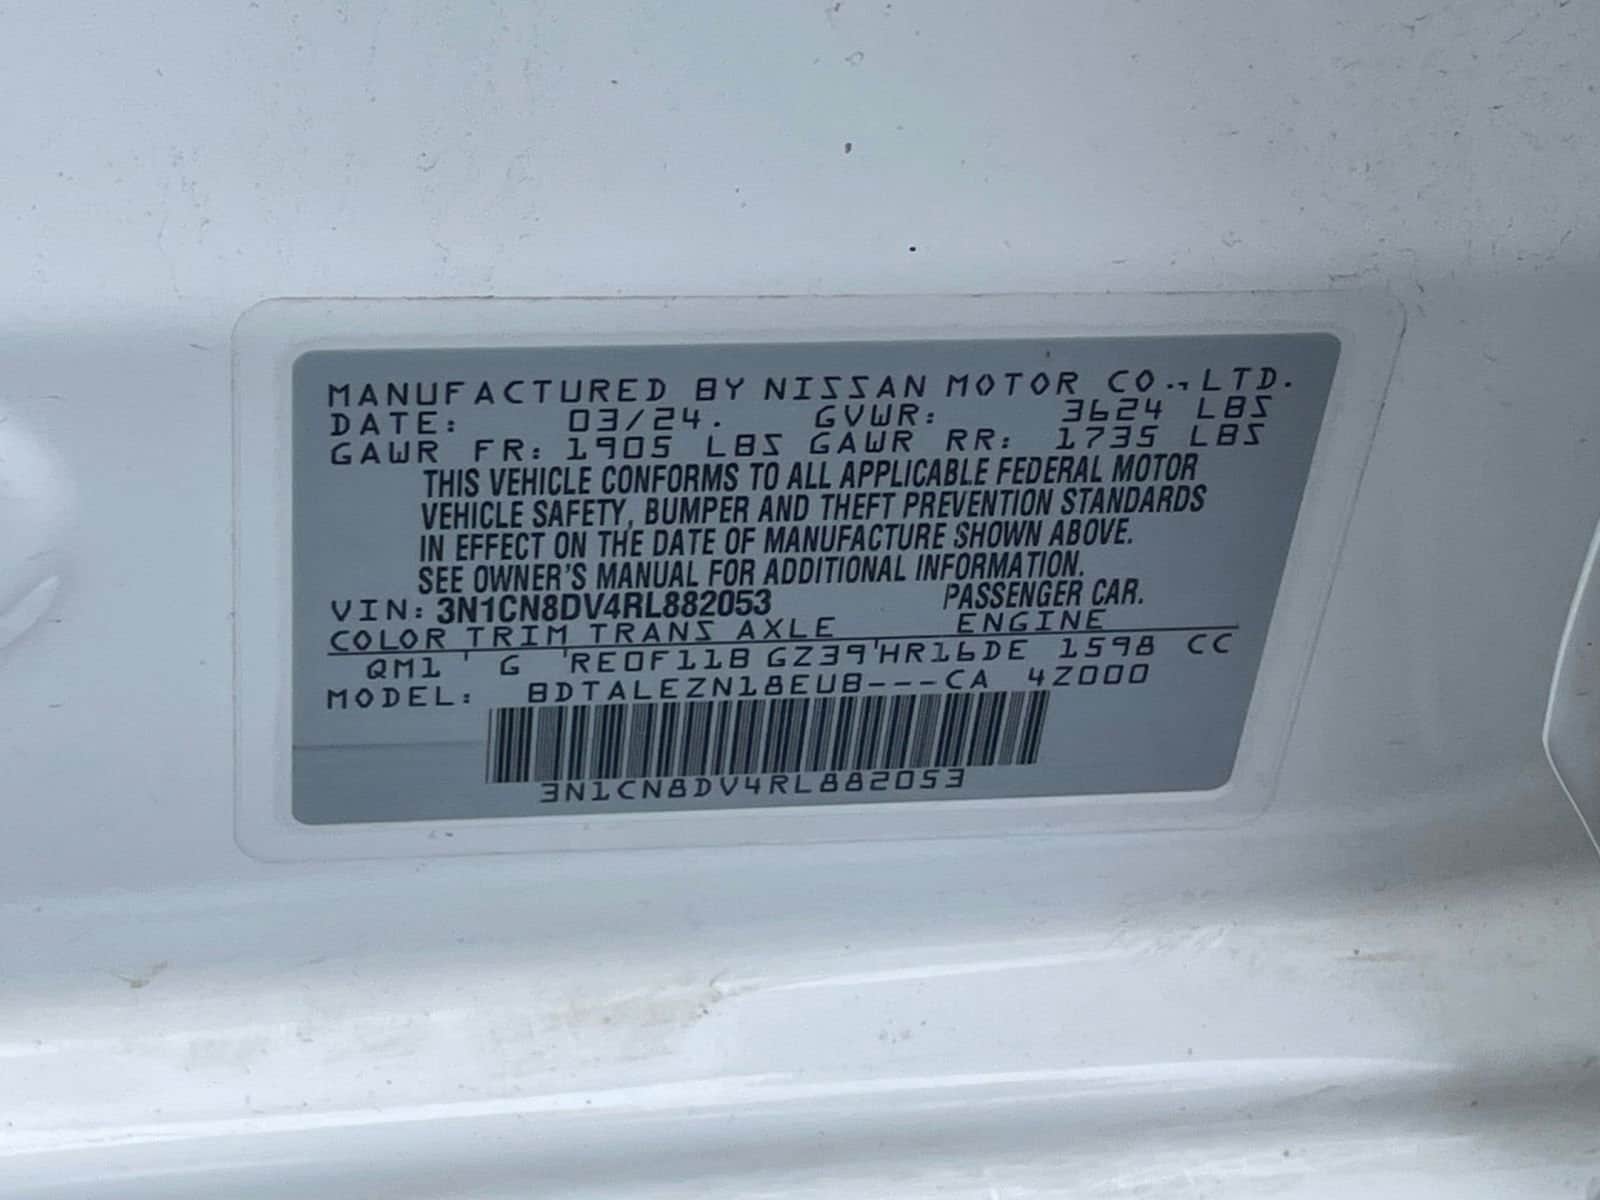 MANUFACTURED BY NISSAN MOTOR CO., LTD.
DATE: 03/24. GVWR: 3624 LBS
GAWR FR: 1905 LBS GAWR RR: 1735 LBS
THIS VEHICLE CONFORMS TO ALL APPLICABLE FEDERAL MOTOR
VEHICLE SAFETY, BUMPER AND THEFT PREVENTION STANDARDS
IN EFFECT ON THE DATE OF MANUFACTURE SHOWN ABOVE.
SEE OWNER'S MANUAL FOR ADDITIONAL INFORMATION.
VIN: 3N1CN8DV4RL882053 PASSENGER CAR.
COLOR TRIM TRANS AXLE ENGINE
QM1 ' G 'RE0F11B GZ39'HR16DE 1598 CC
MODEL: BDTALEZN18EUB---CA 4Z000
3N1CN8DV4RL882053